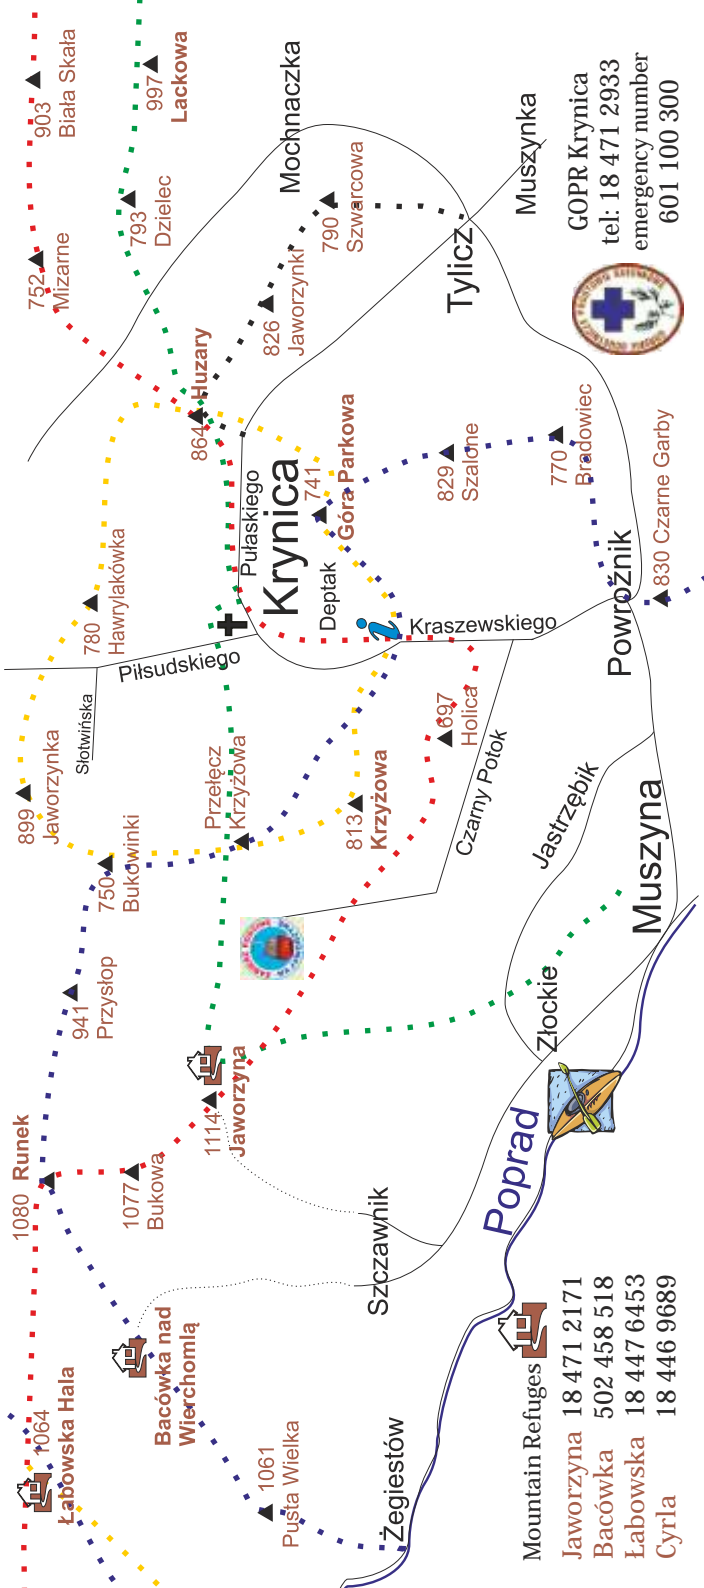 Łabowska Hala
1064
1080 Runek
941
Przysłop
750
Bukowinki
899
Jaworzynka
Słotwińska
780
Hawrylakówka
Piłsudskiego
752
Mizarne
903
Biała Skała
793
Dzielec
997
Lackowa
Bacówka nad
Wierchomlą
1077
Bukowa
1114
Jaworzyna
Przełęcz
Krzyżowa
864
Huzary
Pułaskiego
Krynica
Deptak
741
Góra Parkowa
826
Jaworzynki
Mochnaczka
790
Szwarcowa
1061
Pusta Wielka
Szczawnik
813
Krzyżowa
i
Kraszewskiego
697
Holica
Czarny Potok
829
Szalone
Tylicz
Muszynka
Żegiestów
Poprad
Złockie
Jastrzębik
770
Bradowiec
Powroźnik
Muszyna
830 Czarne Garby
GOPR Krynica
tel: 18 471 2933
emergency number
601 100 300
Mountain Refuges
Jaworzyna 18 471 2171
Bacówka 502 458 518
Łabowska 18 447 6453
Cyrla 18 446 9689